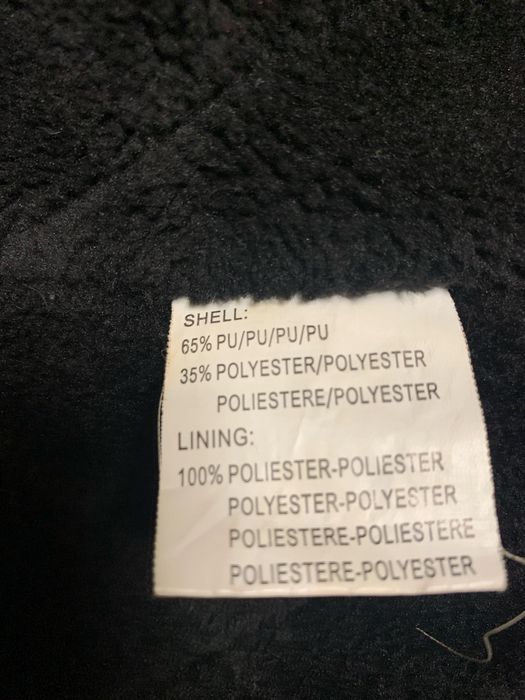 SHELL:
65% PU/PU/PU/PU
35% POLYESTER/POLYESTER
POLIESTERE/POLYESTER
LINING:
100% POLIESTER-POLIESTER
POLYESTER-POLYESTER
POLIESTERE-POLIESTERE
POLIESTERE-POLYESTER